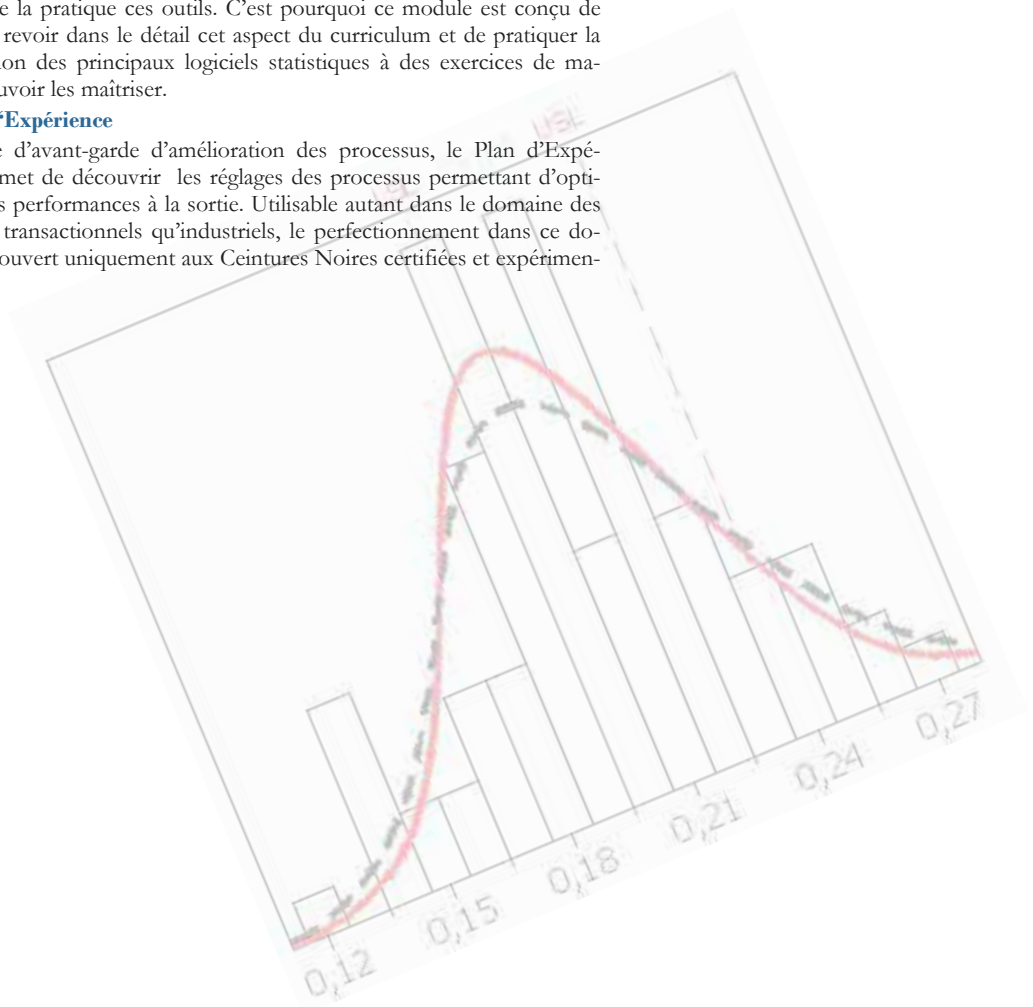 e la pratique ces outils. C'est pourquoi ce module est conçu de
revoir dans le détail cet aspect du curriculum et de pratiquer la
ion des principaux logiciels statistiques à des exercices de ma-
uvoir les maîtriser.
'Expérience
e d'avant-garde d'amélioration des processus, le Plan d'Expé-
met de découvrir les réglages des processus permettant d'opti-
s performances à la sortie. Utilisable autant dans le domaine des
transactionnels qu'industriels, le perfectionnement dans ce do-
ouvert uniquement aux Ceintures Noires certifiées et expérimen-
USL
0,12
0,15
0,18
0,21
0,24
0,27